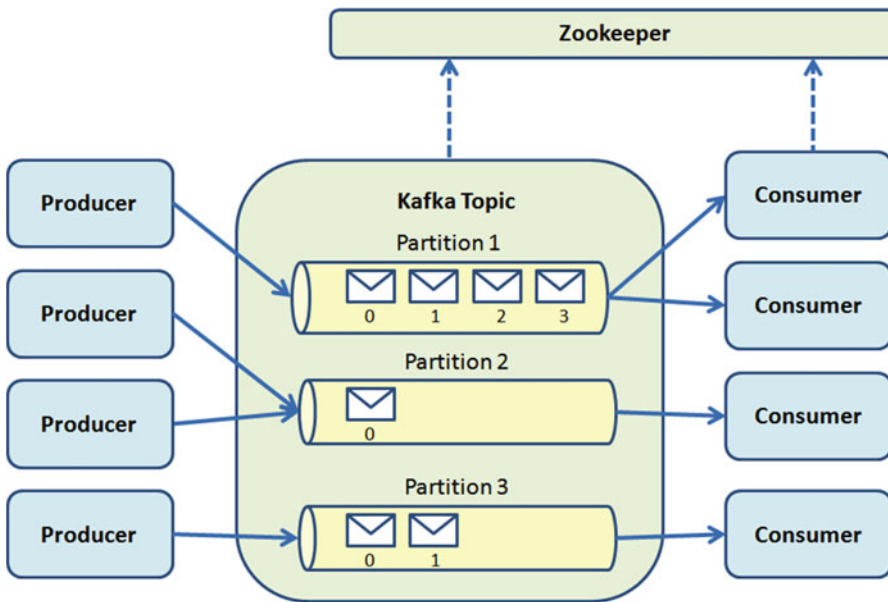 Zookeeper
Producer
Producer
Producer
Producer
Kafka Topic
Partition 1
0 1 2 3
Partition 2
0
Partition 3
0 1
Consumer
Consumer
Consumer
Consumer